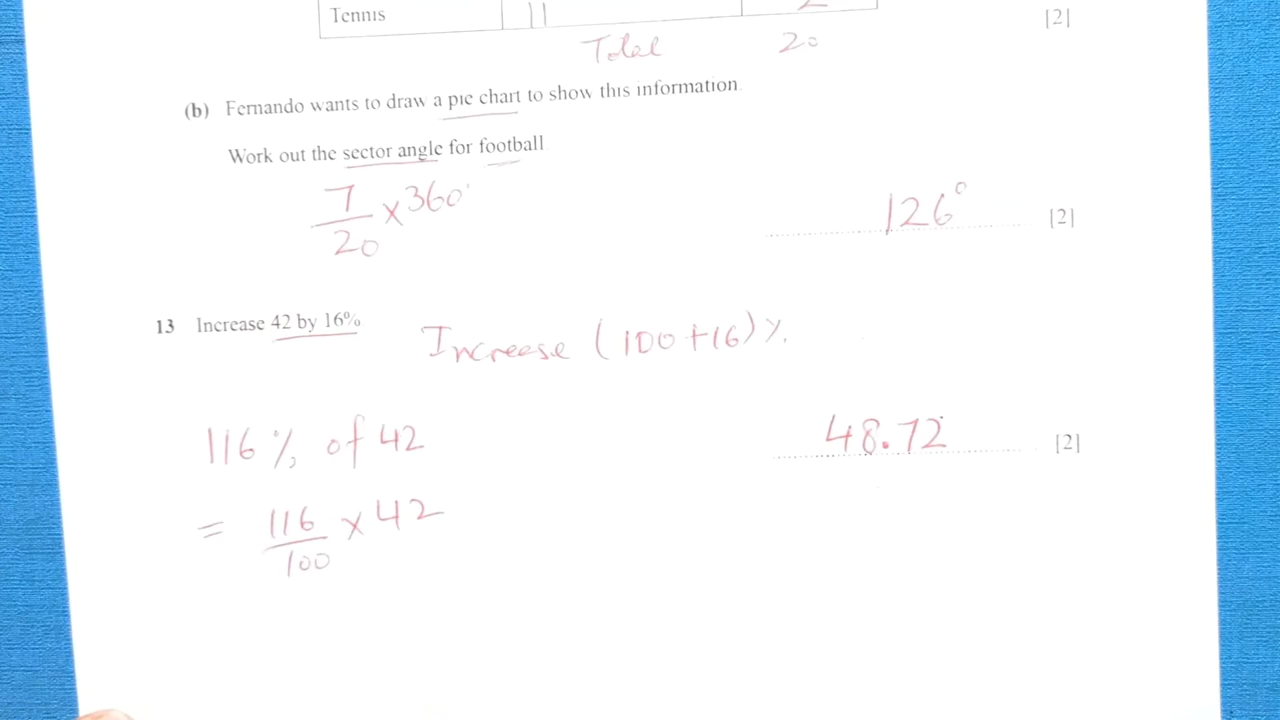 Tennis || 2 [2]
Total 20
(b) Fernando wants to draw a pie chart to show this information.
Work out the sector angle for football
7/20 × 360°
126° [2]
13 Increase 42 by 16%
Increase (100+16)%
116% of 42
48.72 [2]
= 116/100 × 42